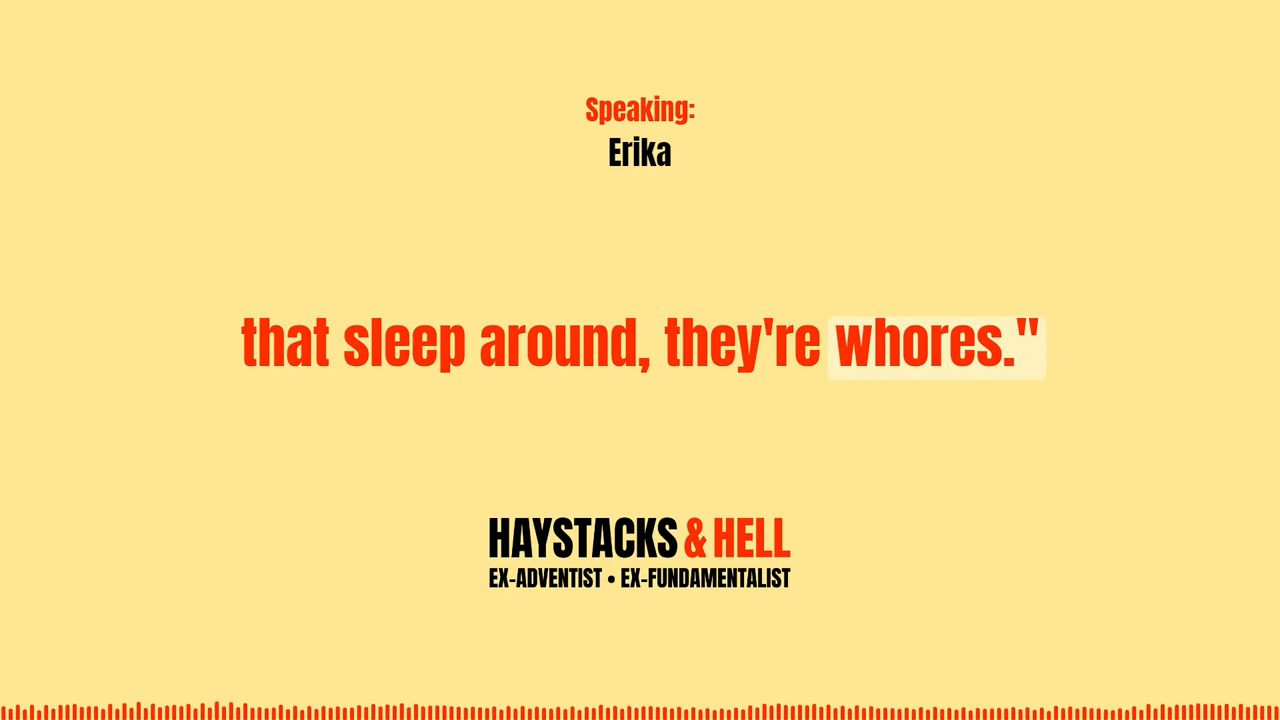 Speaking:
Erika
that sleep around, they're whores."
HAYSTACKS & HELL
EX-ADVENTIST • EX-FUNDAMENTALIST